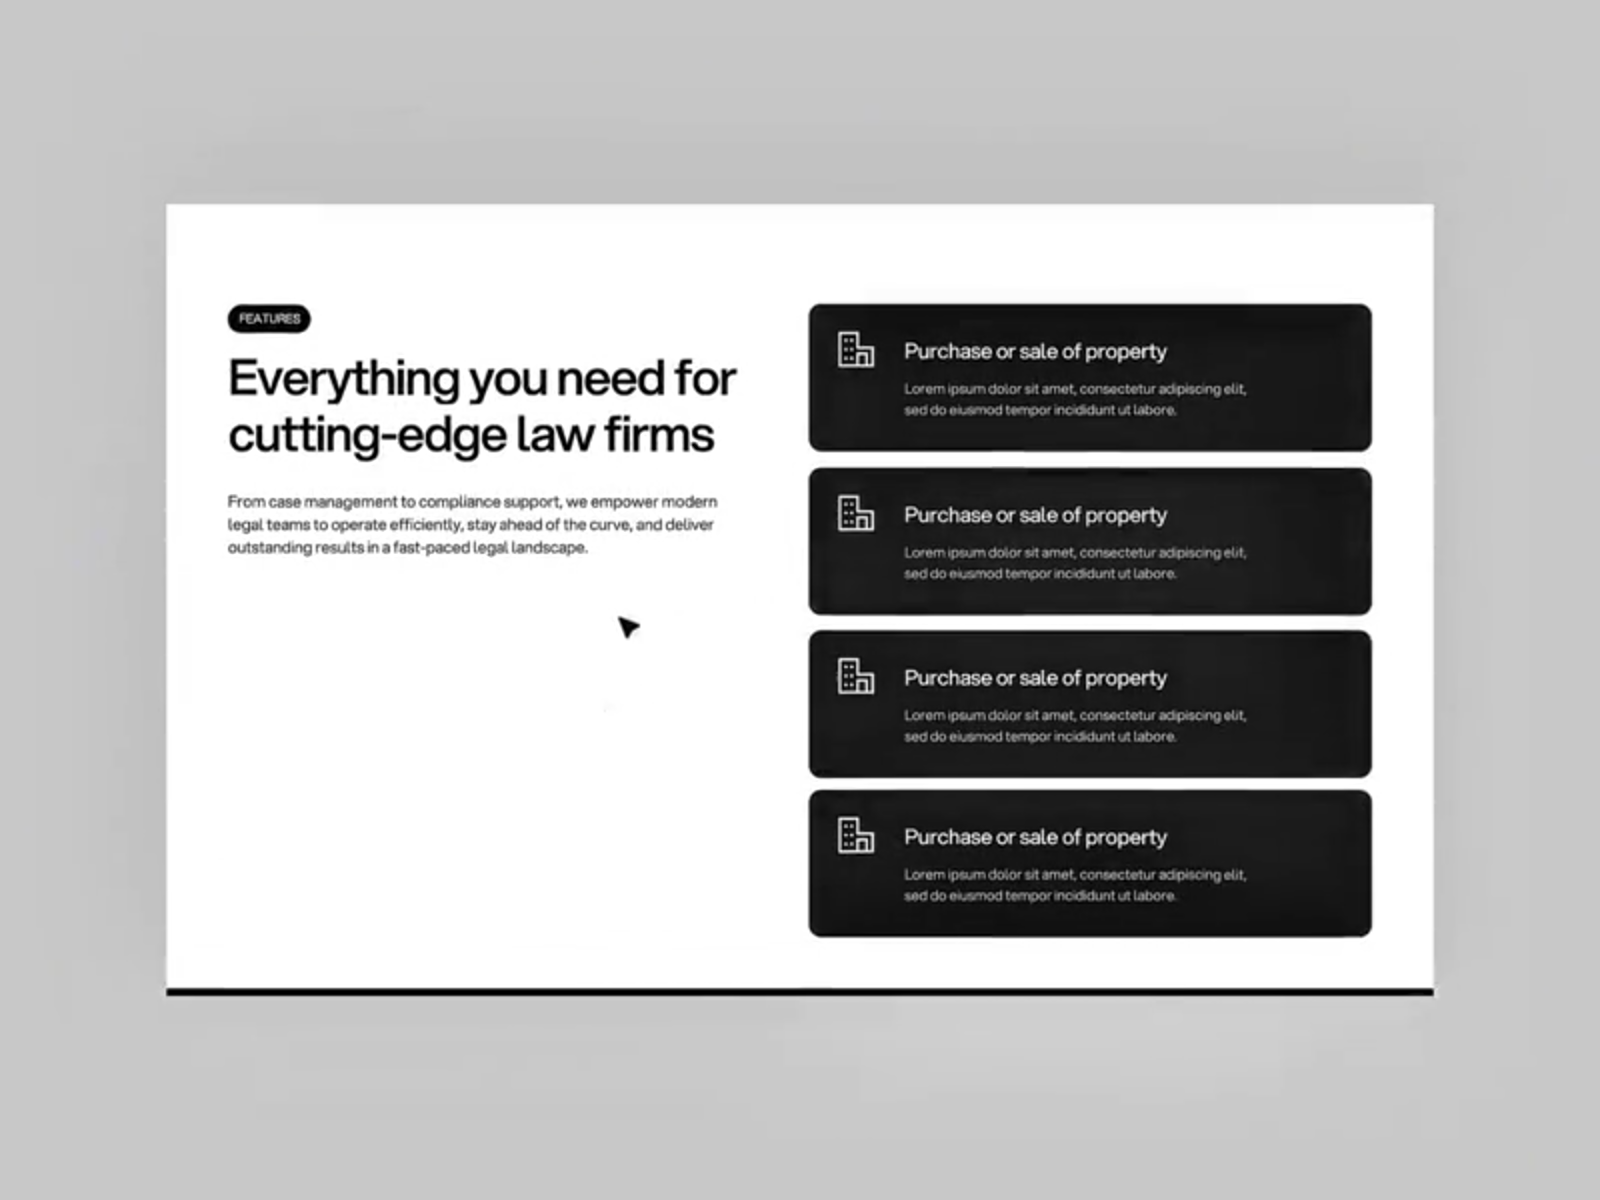 FEATURES
Everything you need for
cutting-edge law firms
From case management to compliance support, we empower modern
legal teams to operate efficiently, stay ahead of the curve, and deliver
outstanding results in a fast-paced legal landscape.
Purchase or sale of property
Lorem ipsum dolor sit amet, consectetur adipiscing elit,
sed do eiusmod tempor incididunt ut labore.
Purchase or sale of property
Lorem ipsum dolor sit amet, consectetur adipiscing elit,
sed do eiusmod tempor incididunt ut labore.
Purchase or sale of property
Lorem ipsum dolor sit amet, consectetur adipiscing elit,
sed do eiusmod tempor incididunt ut labore.
Purchase or sale of property
Lorem ipsum dolor sit amet, consectetur adipiscing elit,
sed do eiusmod tempor incididunt ut labore.